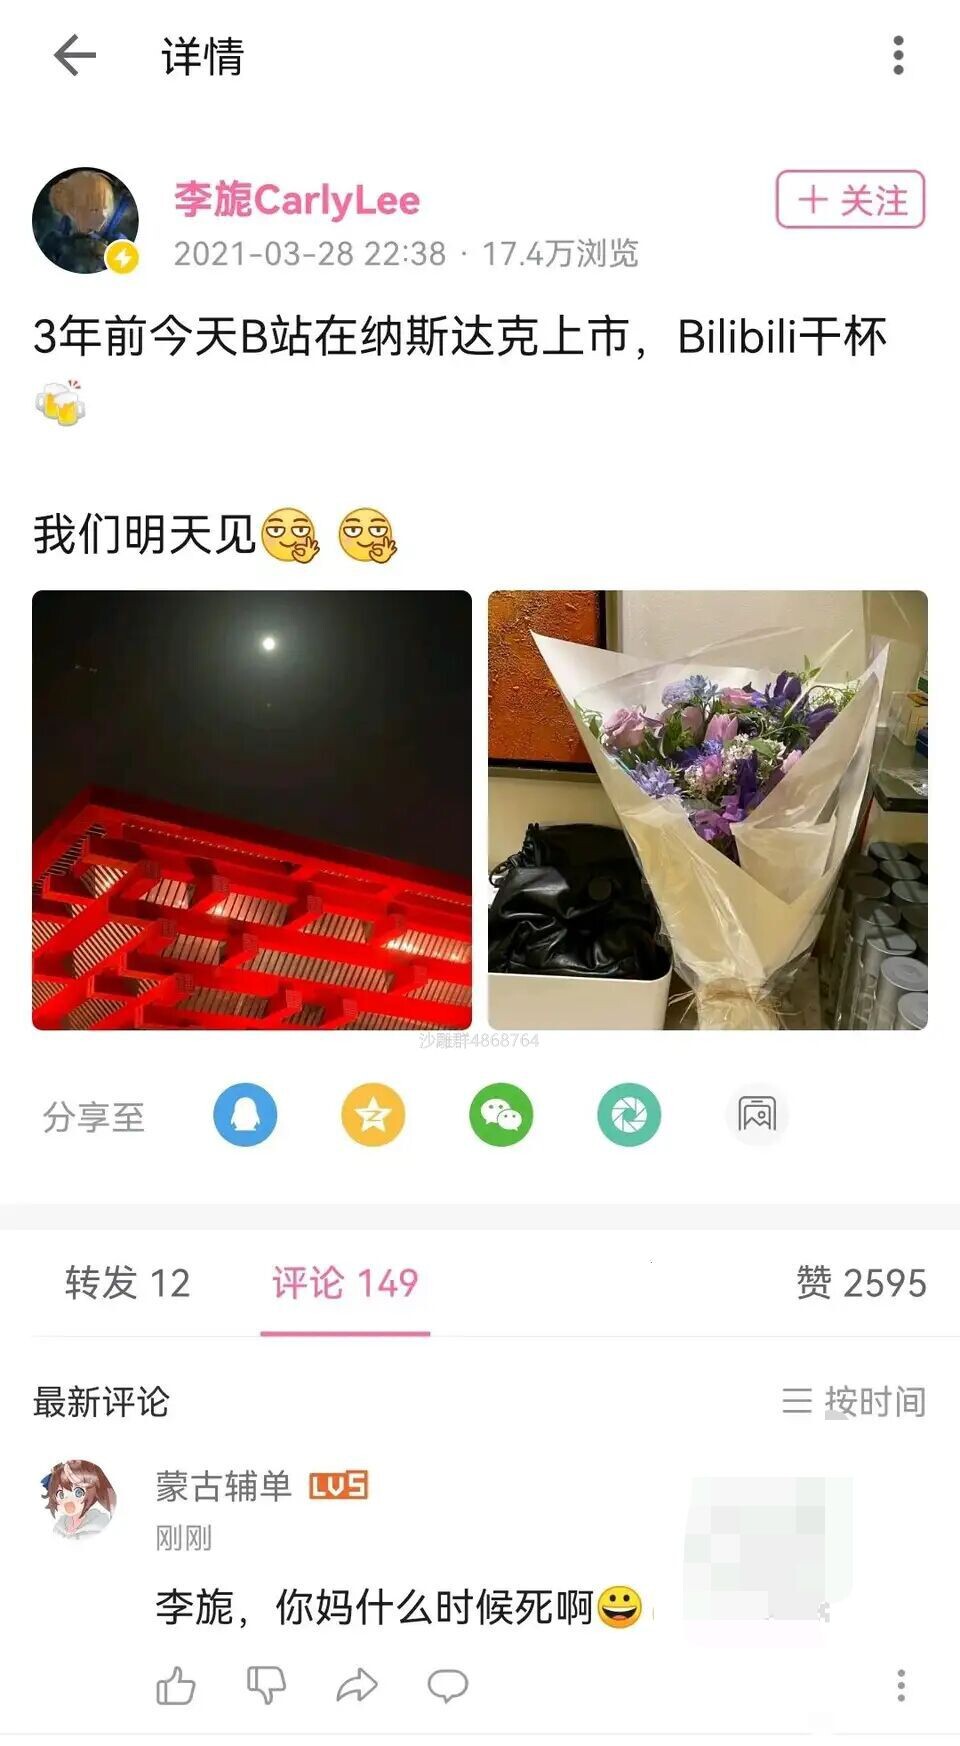 详情
李旎CarlyLee
＋关注
2021-03-28 22:38 · 17.4万浏览
3年前今天B站在纳斯达克上市，Bilibili干杯
🍻
我们明天见
沙雕群4868764
分享至
转发 12
评论 149
赞 2595
最新评论
按时间
蒙古辅单 LV5
刚刚
李旎，你妈什么时候死啊😀